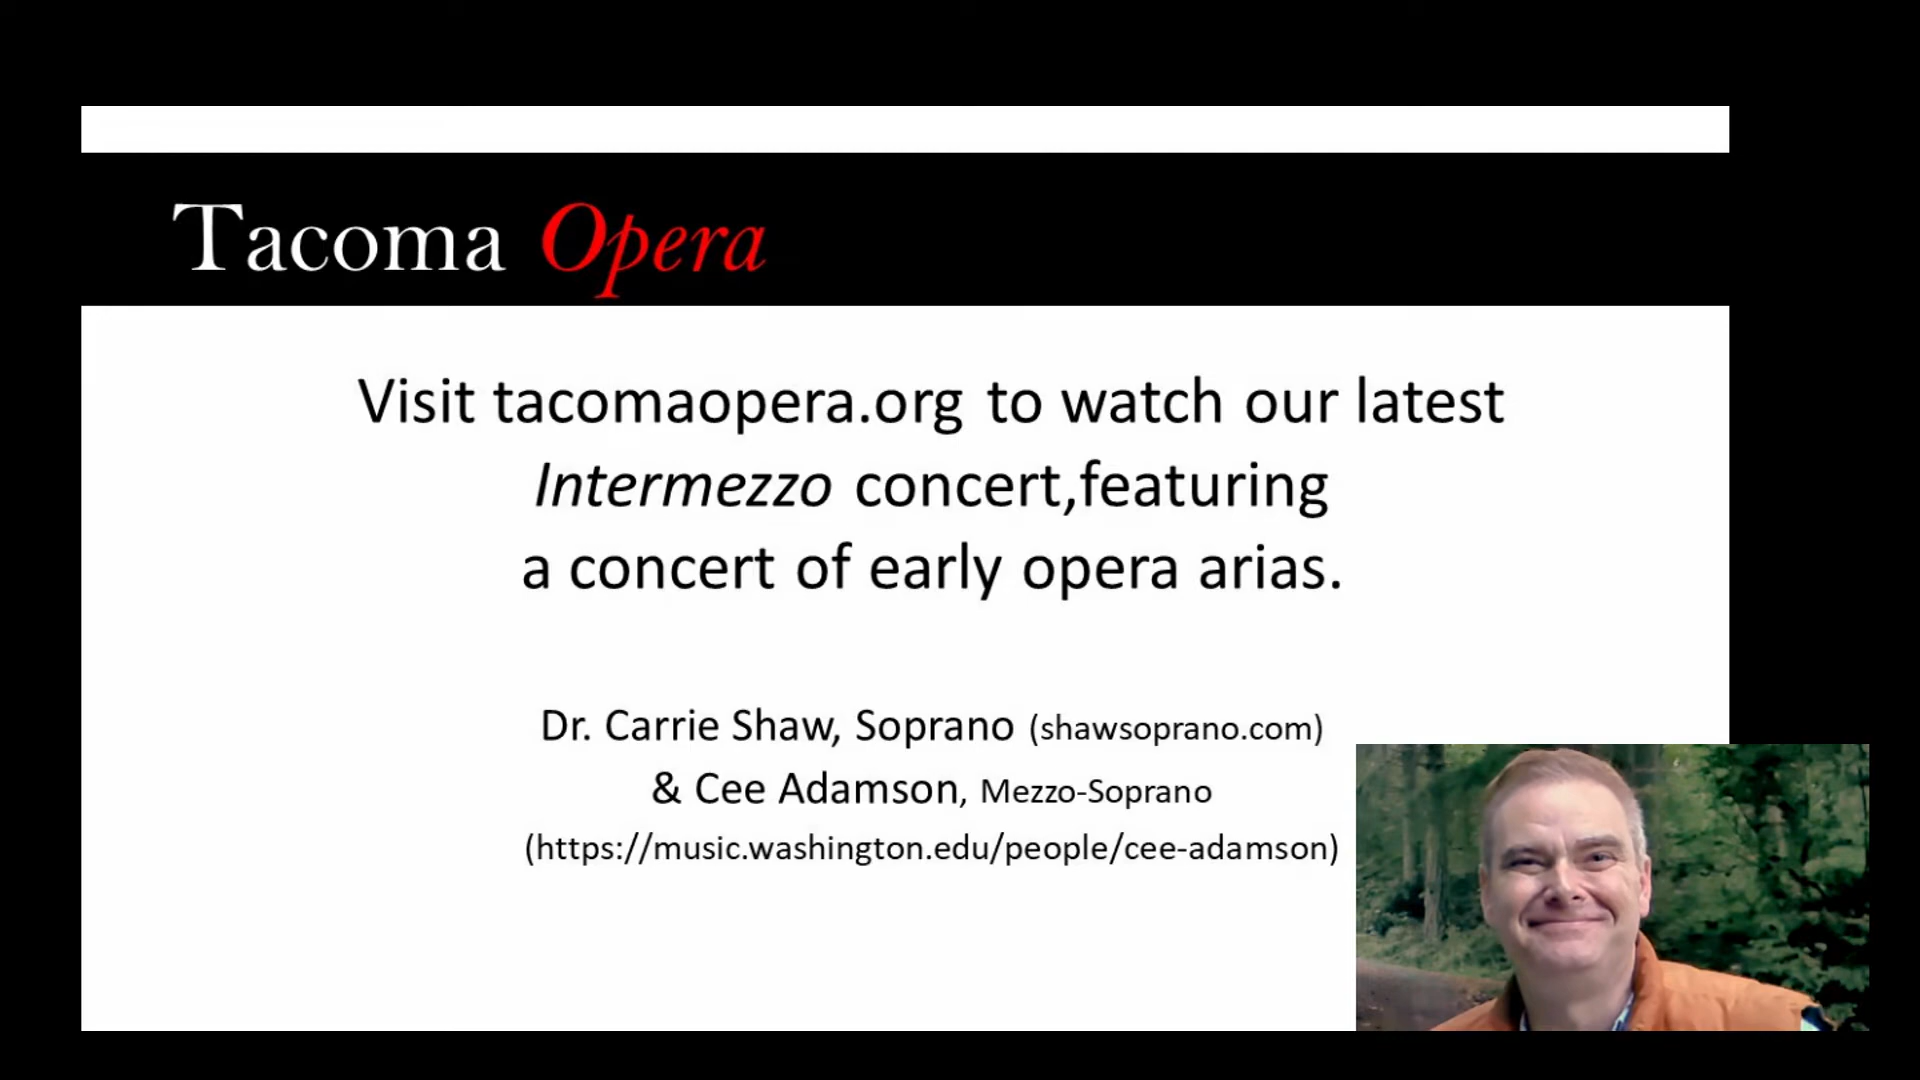 Tacoma Opera
Visit tacomaopera.org to watch our latest
Intermezzo concert,featuring
a concert of early opera arias.
Dr. Carrie Shaw, Soprano (shawsoprano.com)
& Cee Adamson, Mezzo-Soprano
(https://music.washington.edu/people/cee-adamson)